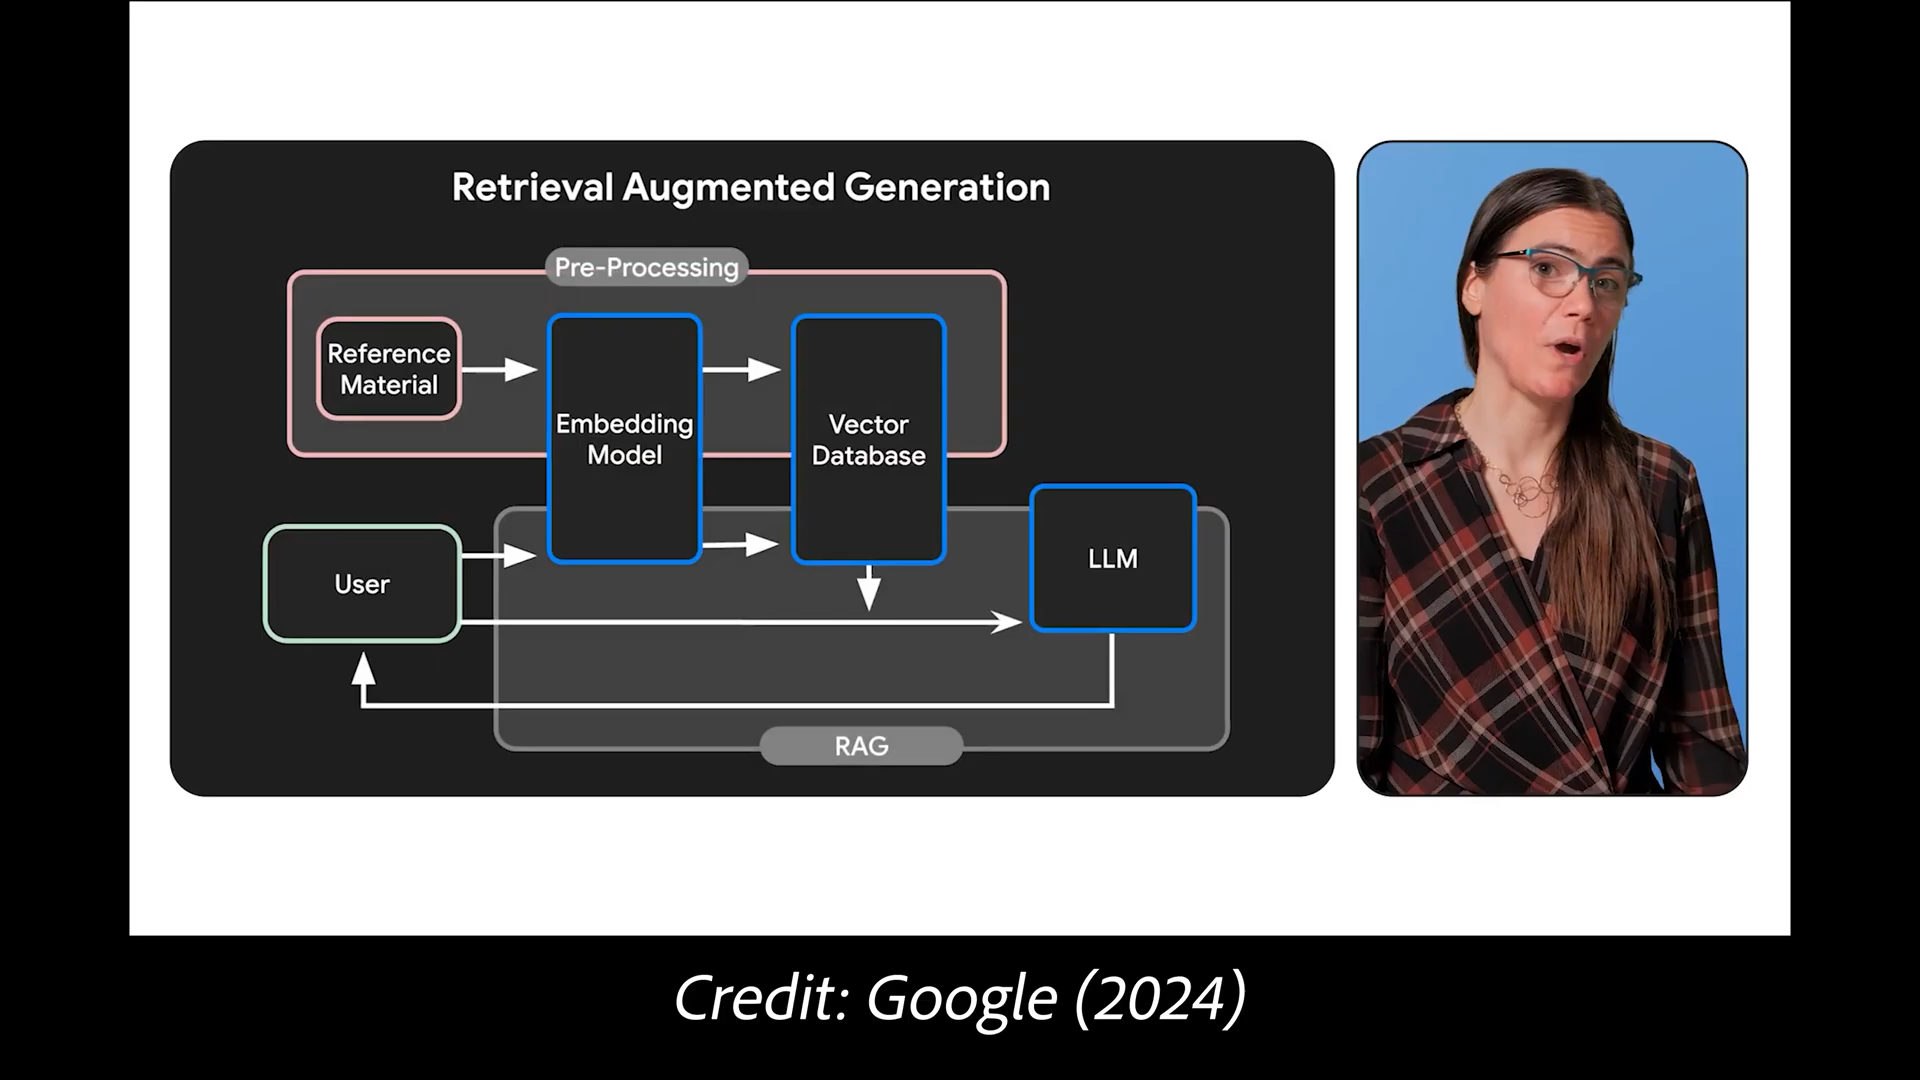 Retrieval Augmented Generation
Pre-Processing
Reference
Material
Embedding
Model
Vector
Database
User
LLM
RAG
Credit: Google (2024)